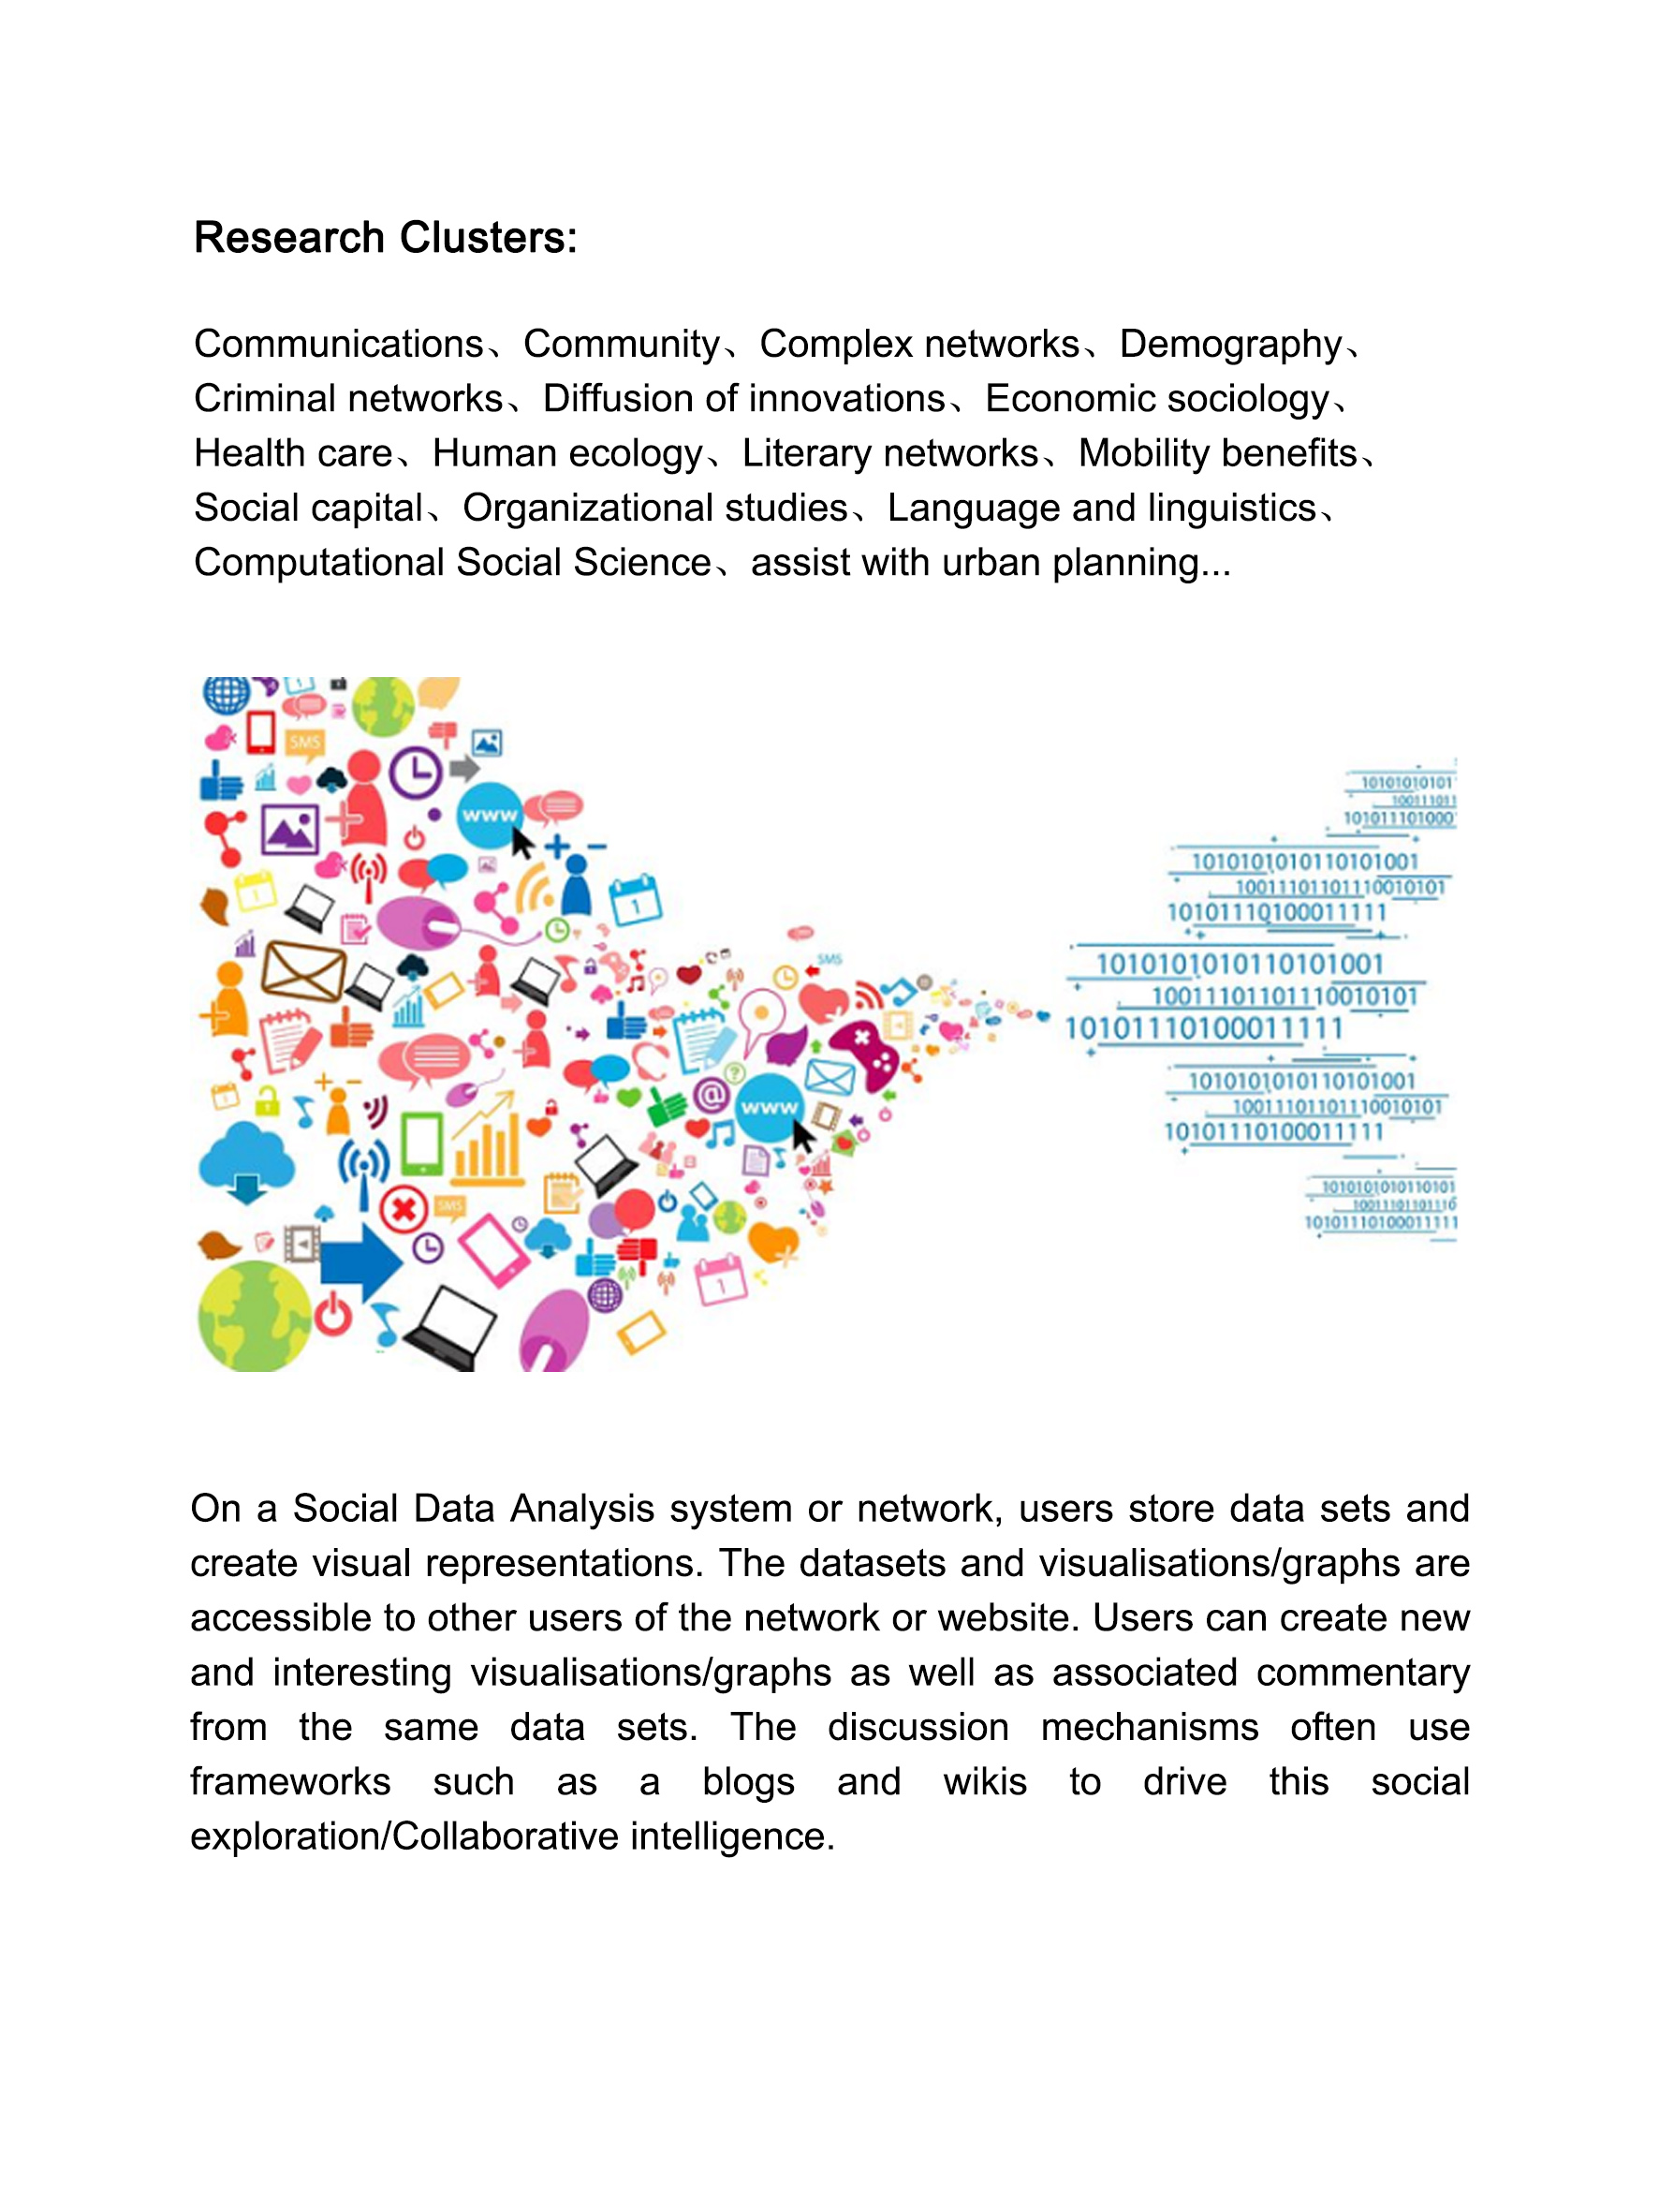 Research Clusters:
Communications、Community、Complex networks、Demography、
Criminal networks、Diffusion of innovations、Economic sociology、
Health care、Human ecology、Literary networks、Mobility benefits、
Social capital、Organizational studies、Language and linguistics、
Computational Social Science、assist with urban planning...
SMS
www
1
1
SMS
@
?
www
SMS
1
10101010101
100111011
101011101000
1010101010110101001
10011101101110010101
10101110100011111
1010101010110101001
10011101101110010101
10101110100011111
1010101010110101001
10011101101110010101
10101110100011111
1010101010110101
10011101101110
10101110100011111
On a Social Data Analysis system or network, users store data sets and
create visual representations. The datasets and visualisations/graphs are
accessible to other users of the network or website. Users can create new
and interesting visualisations/graphs as well as associated commentary
from the same data sets. The discussion mechanisms often use
frameworks such as a blogs and wikis to drive this social
exploration/Collaborative intelligence.